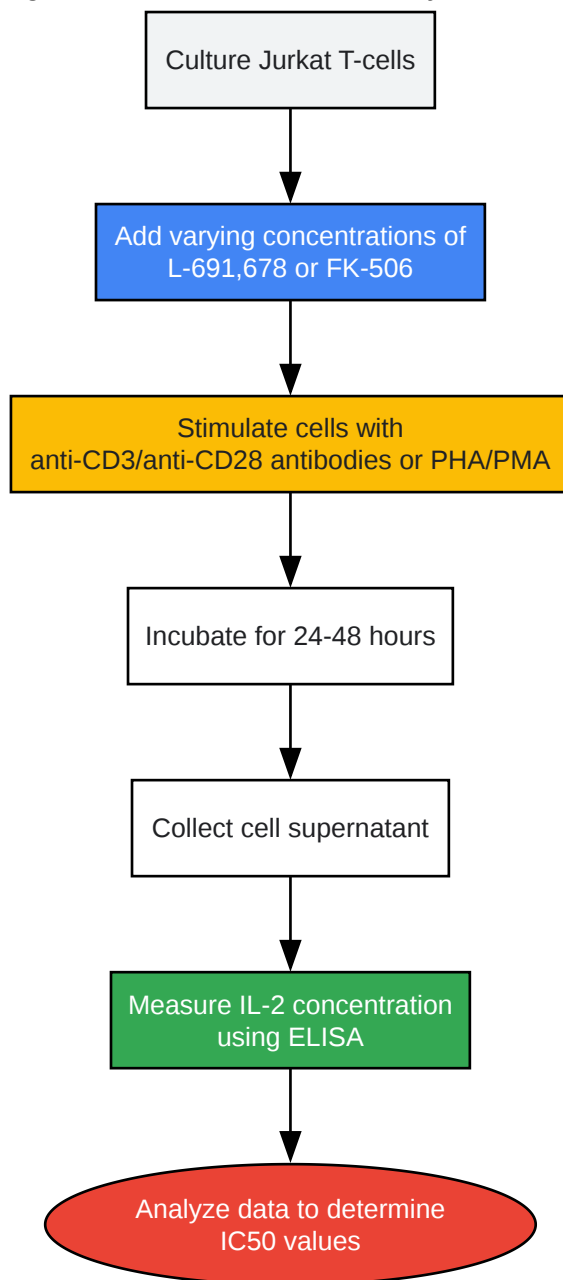 Culture Jurkat T-cells
Add varying concentrations of
L-691,678 or FK-506
Stimulate cells with
anti-CD3/anti-CD28 antibodies or PHA/PMA
Incubate for 24-48 hours
Collect cell supernatant
Measure IL-2 concentration
using ELISA
Analyze data to determine
IC50 values